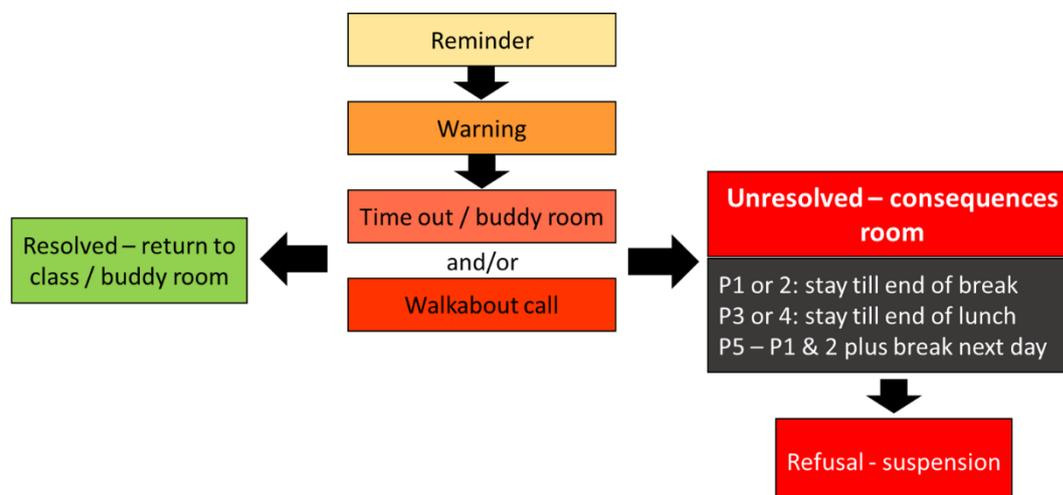 Reminder
Warning
Time out / buddy room
and/or
Walkabout call
Resolved – return to
class / buddy room
Unresolved – consequences
room
P1 or 2: stay till end of break
P3 or 4: stay till end of lunch
P5 – P1 & 2 plus break next day
Refusal - suspension